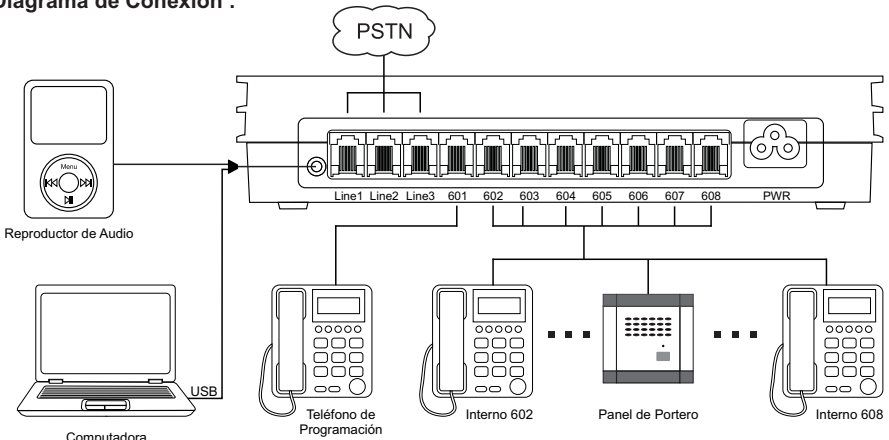 Diagrama de Conexión :
PSTN
Menu
Line1 Line2 Line3 601 602 603 604 605 606 607 608 PWR
Reproductor de Audio
USB
Computadora
Teléfono de
Programación
Interno 602
Panel de Portero
Interno 608